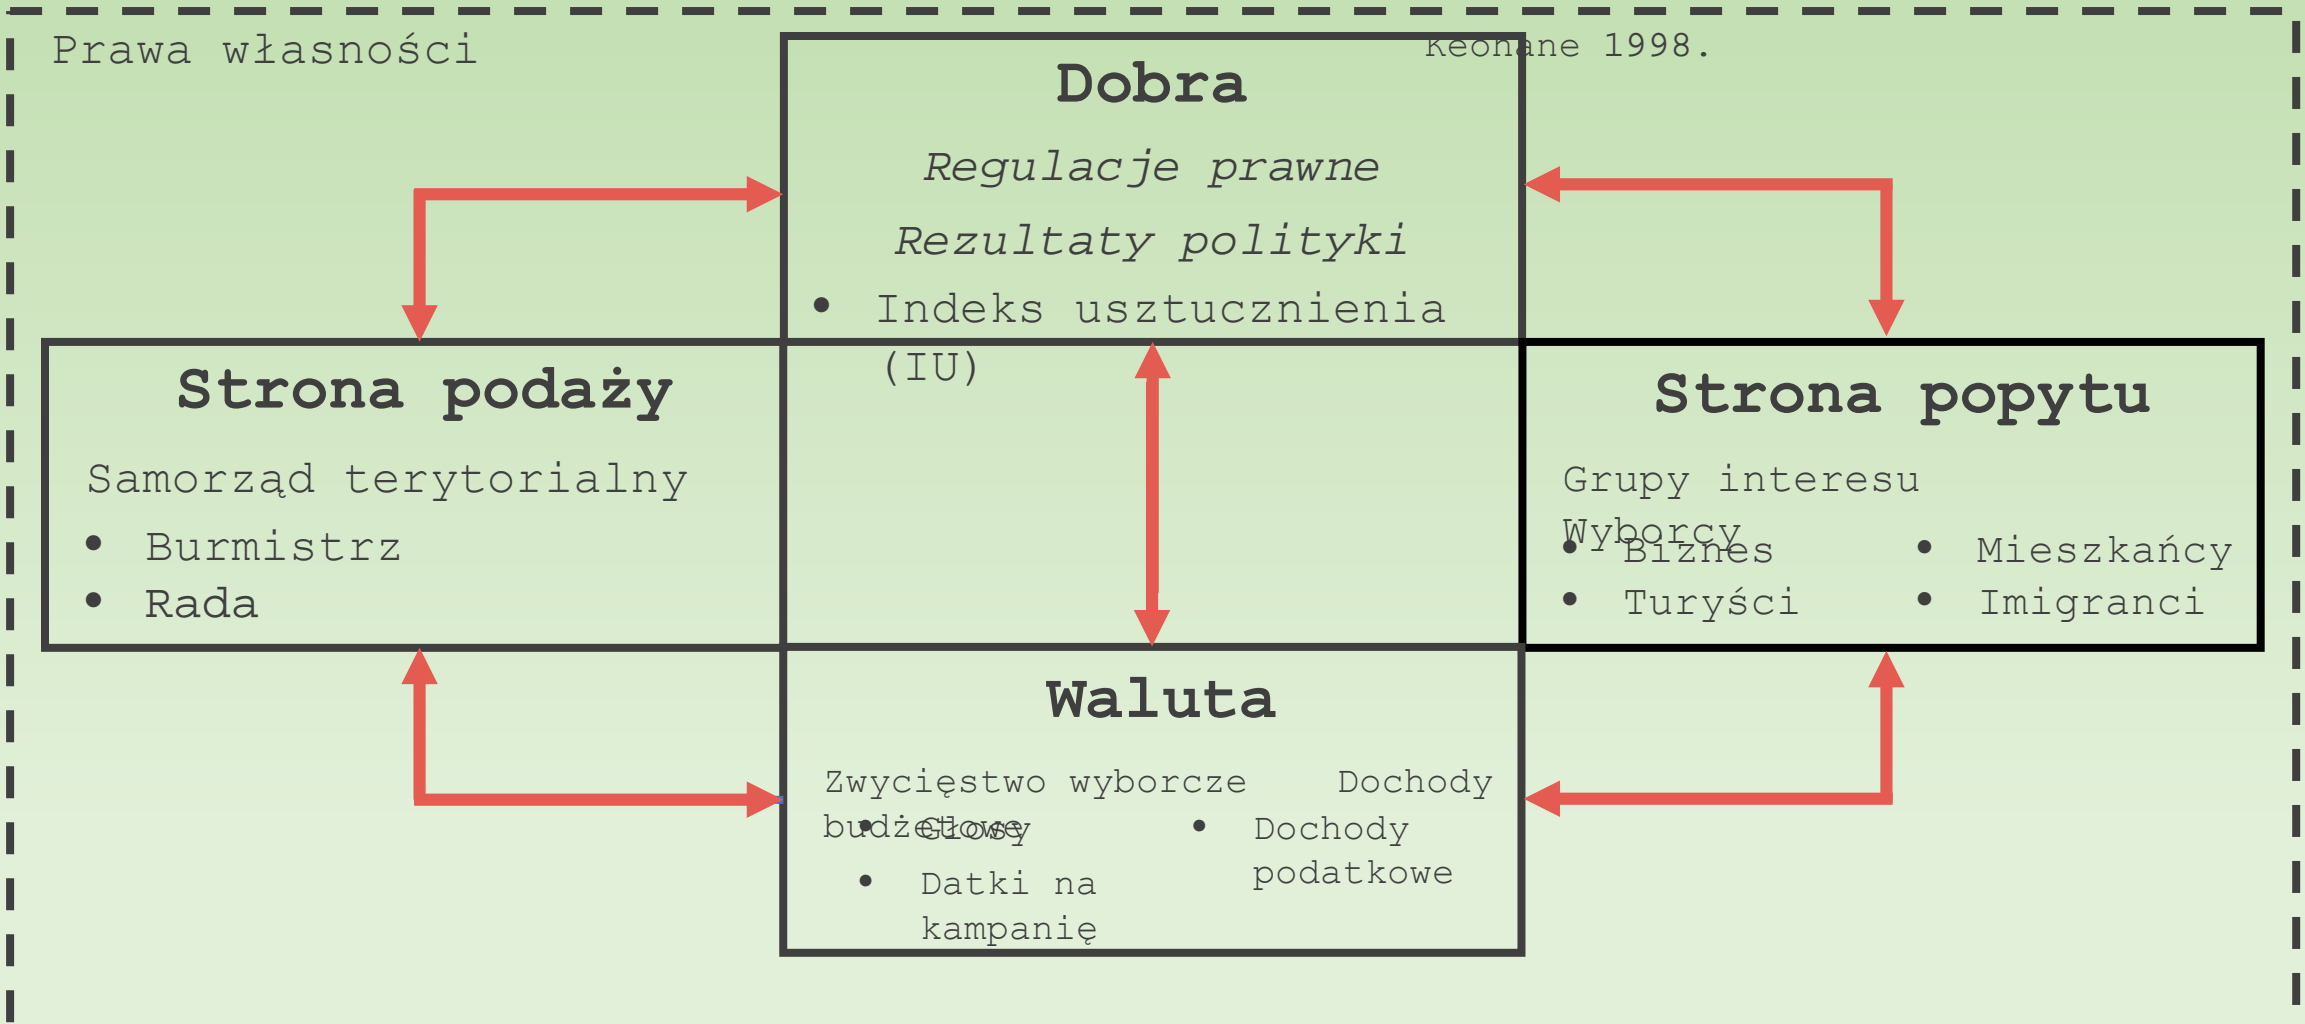 Prawa własności
Keohane 1998.
Dobra
Regulacje prawne
Rezultaty polityki
• Indeks usztucznienia
(IU)
Strona podaży
Samorząd terytorialny
• Burmistrz
• Rada
Strona popytu
Grupy interesu
Wyborcy
• Biznes
• Turyści
• Mieszkańcy
• Imigranci
Waluta
Zwycięstwo wyborcze Dochody
budżetowe
• Głosy
• Datki na
kampanię
• Dochody
podatkowe